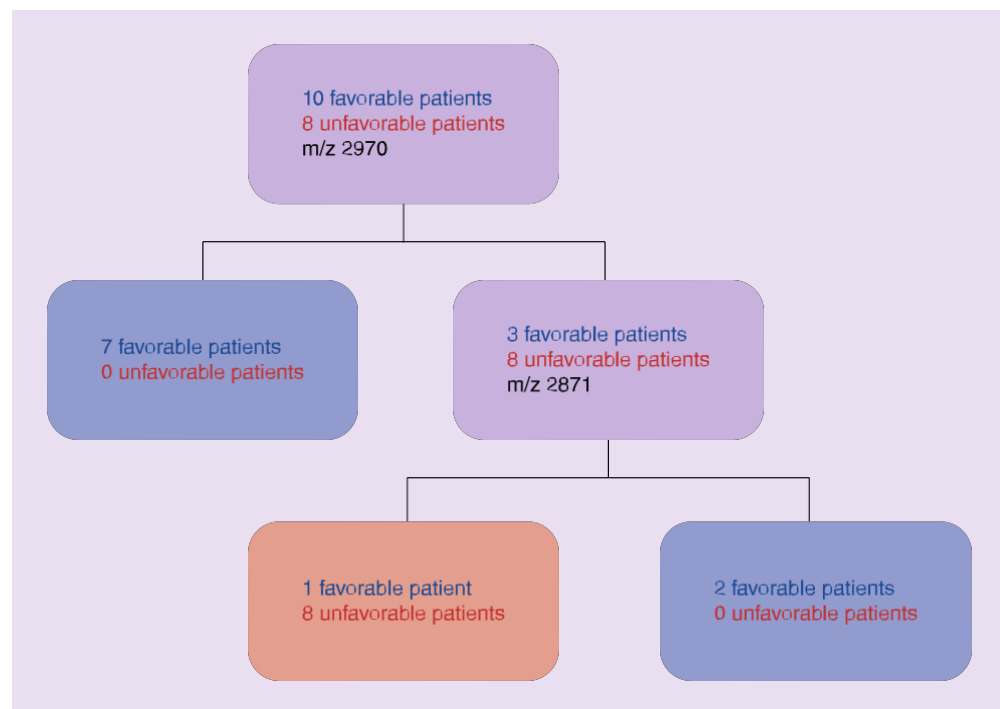 10 favorable patients
8 unfavorable patients
m/z 2970
7 favorable patients
0 unfavorable patients
3 favorable patients
8 unfavorable patients
m/z 2871
1 favorable patient
8 unfavorable patients
2 favorable patients
0 unfavorable patients